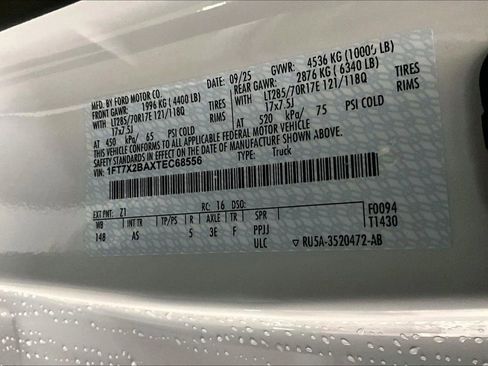 MFD. BY FORD MOTOR CO.
DATE: 09/25 GVWR: 4536 KG (10000 LB)
FRONT GAWR: 1996 KG (4400 LB) REAR GAWR: 2876 KG (6340 LB)
WITH LT285/70R17E 121/118Q TIRES WITH LT285/70R17E 121/118Q TIRES
17x7.5J RIMS 17x7.5J RIMS
AT 450 kPa/ 65 PSI COLD AT 520 kPa/ 75 PSI COLD
THIS VEHICLE CONFORMS TO ALL APPLICABLE FEDERAL MOTOR VEHICLE
SAFETY STANDARDS IN EFFECT ON THE DATE OF MANUFACTURE SHOWN ABOVE.
VIN: 1FT7X2BAXTEC68556 TYPE: Truck
EXT PNT: Z1 RC: 16 DSO: F0094
WB INT TR TP/PS R AXLE TR SPR T1430
148 AS 5 3E F PPJJ
ULC RU5A-3520472-AB